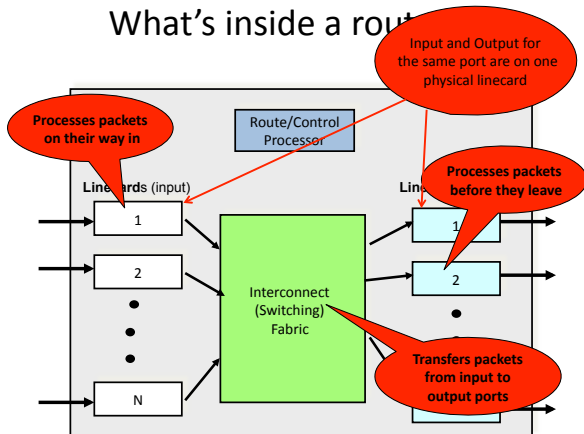 What's inside a rout
Input and Output for
the same port are on one
physical linecard
Processes packets
on their way in
Route/Control
Processor
Processes packets
before they leave
Linecards (input)
1
1
2
2
Interconnect
(Switching)
Fabric
Transfers packets
from input to
output ports
N